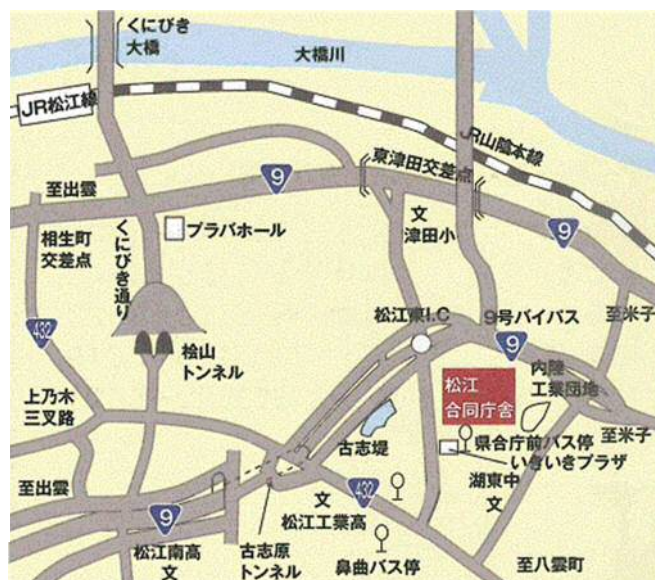 くにびき
大橋
大橋川
JR松江線
JR山陰本線
東津田交差点
9
至出雲
文
津田小
9
プラバホール
相生町
交差点
くにびき通り
松江東I.C
9号バイパス
至米子
432
9
桧山
トンネル
松江
合同庁舎
内陸
工業団地
上乃木
三叉路
至米子
古志堤
県合庁前バス停
いきいきプラザ
湖東中
文
至出雲
432
文
松江工業高
9
松江南高
文
古志原
トンネル
鼻曲バス停
至八雲町